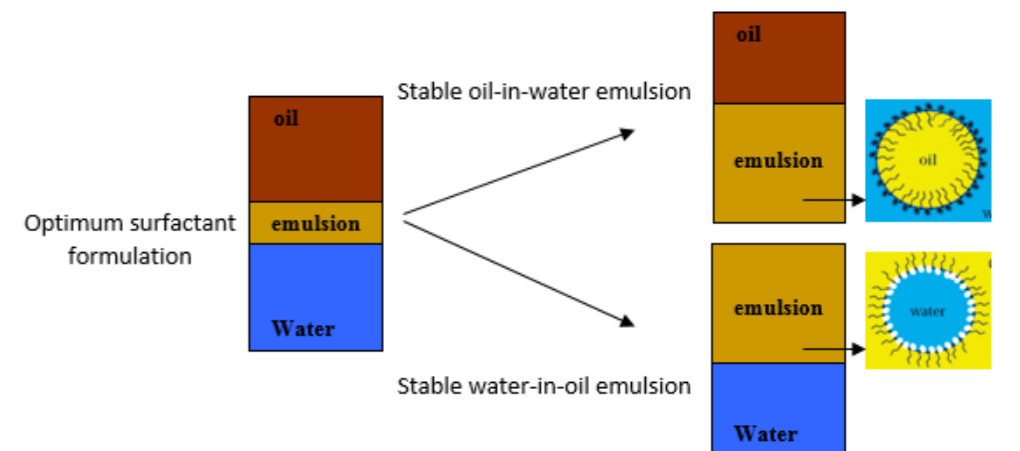 oil
Stable oil-in-water emulsion
oil
emulsion
oil
Optimum surfactant
formulation
emulsion
Water
emulsion
water
Stable water-in-oil emulsion
Water